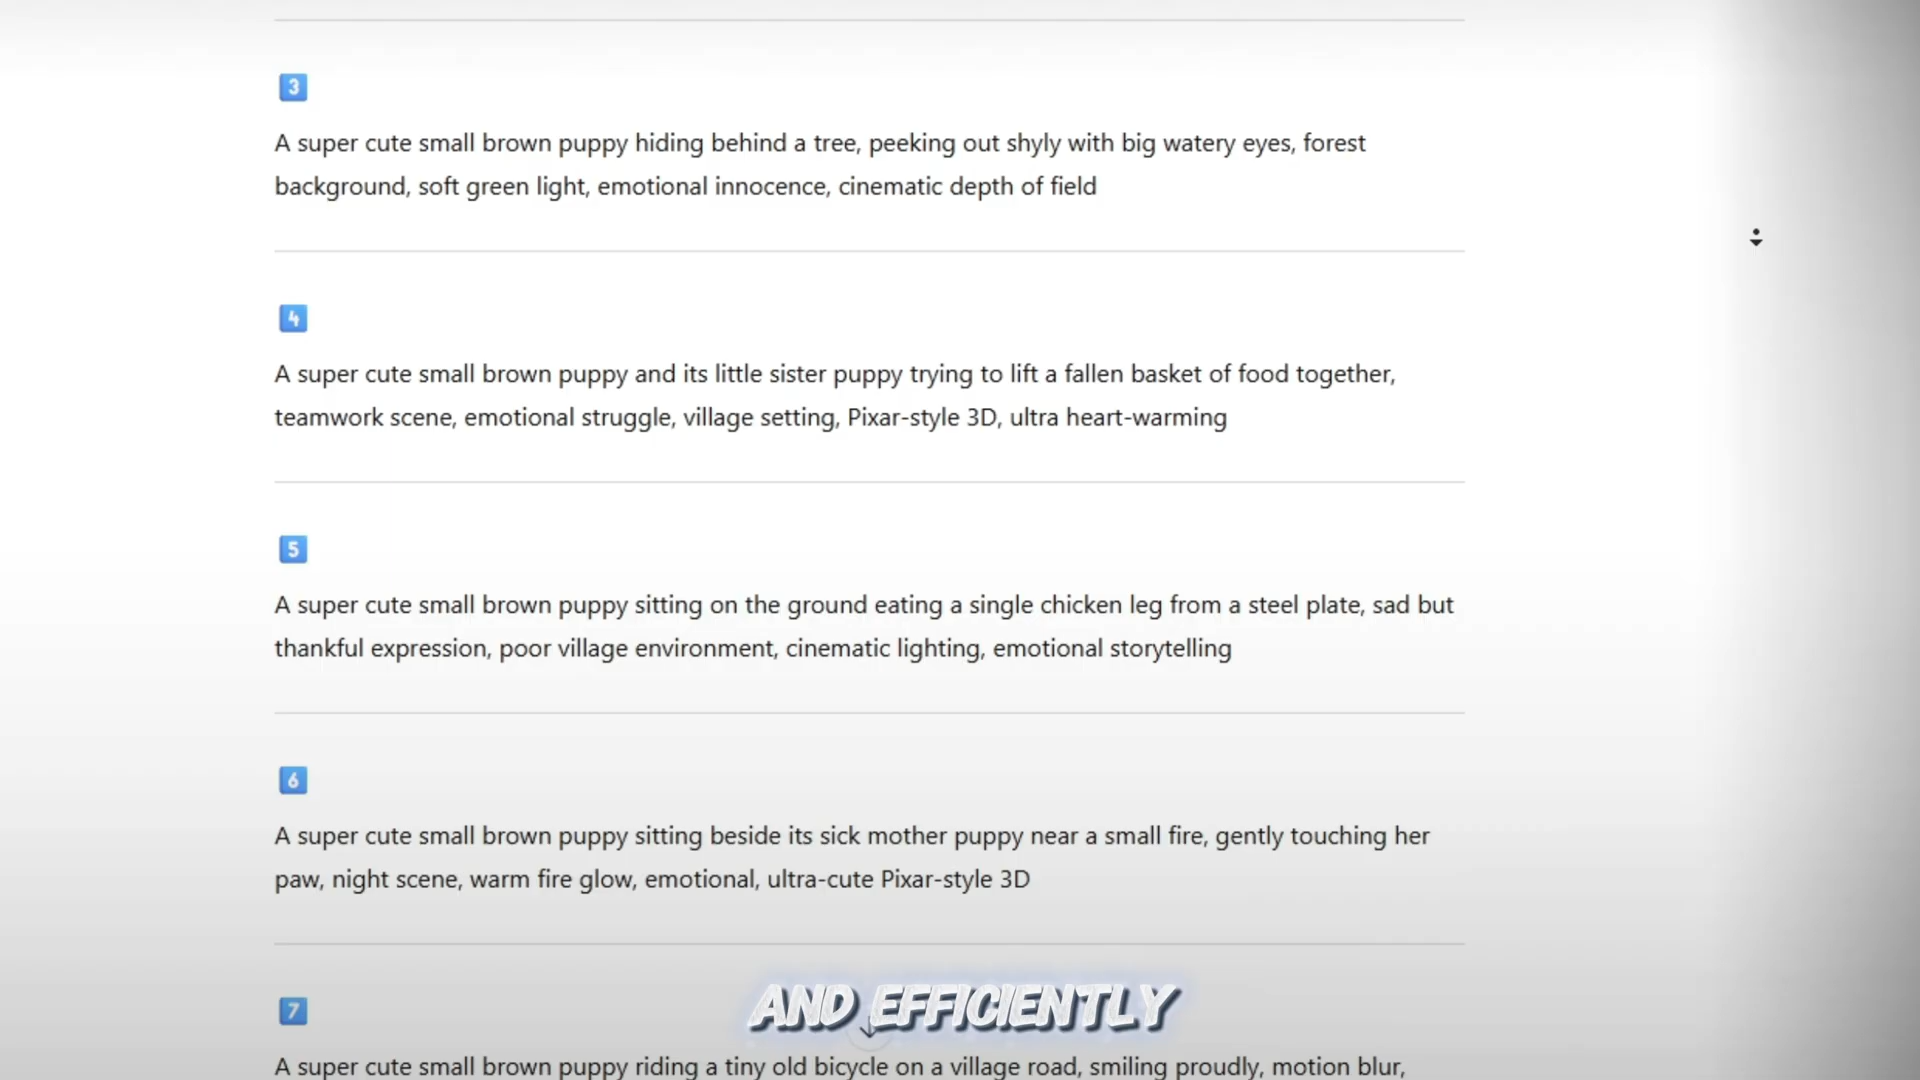 3
A super cute small brown puppy hiding behind a tree, peeking out shyly with big watery eyes, forest
background, soft green light, emotional innocence, cinematic depth of field
4
A super cute small brown puppy and its little sister puppy trying to lift a fallen basket of food together,
teamwork scene, emotional struggle, village setting, Pixar-style 3D, ultra heart-warming
5
A super cute small brown puppy sitting on the ground eating a single chicken leg from a steel plate, sad but
thankful expression, poor village environment, cinematic lighting, emotional storytelling
6
A super cute small brown puppy sitting beside its sick mother puppy near a small fire, gently touching her
paw, night scene, warm fire glow, emotional, ultra-cute Pixar-style 3D
7
AND EFFICIENTLY
A super cute small brown puppy riding a tiny old bicycle on a village road, smiling proudly, motion blur,